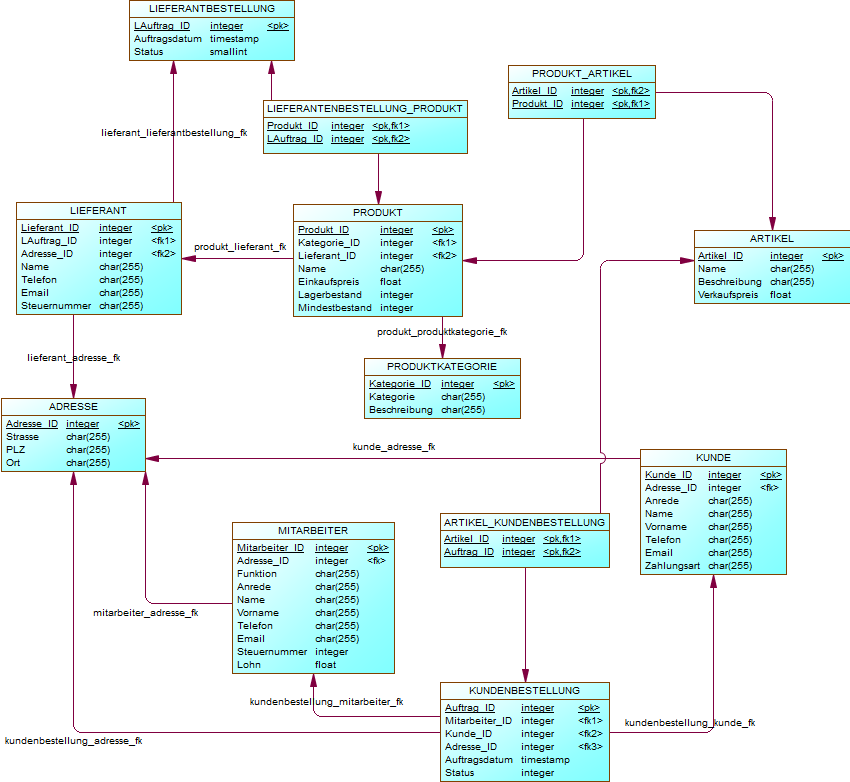 LIEFERANTBESTELLUNG
LAuftrag_ID integer <pk>
Auftragsdatum timestamp
Status smallint
PRODUKT_ARTIKEL
Artikel_ID integer <pk,fk2>
Produkt_ID integer <pk,fk1>
LIEFERANTENBESTELLUNG_PRODUKT
Produkt_ID integer <pk,fk1>
LAuftrag_ID integer <pk,fk2>
lieferant_lieferantbestellung_fk
LIEFERANT
Lieferant_ID integer <pk>
LAuftrag_ID integer <fk1>
Adresse_ID integer <fk2>
Name char(255)
Telefon char(255)
Email char(255)
Steuernummer char(255)
produkt_lieferant_fk
PRODUKT
Produkt_ID integer <pk>
Kategorie_ID integer <fk1>
Lieferant_ID integer <fk2>
Name char(255)
Einkaufspreis float
Lagerbestand integer
Mindestbestand integer
ARTIKEL
Artikel_ID integer <pk>
Name char(255)
Beschreibung char(255)
Verkaufspreis float
produkt_produktkategorie_fk
lieferant_adresse_fk
PRODUKTKATEGORIE
Kategorie_ID integer <pk>
Kategorie char(255)
Beschreibung char(255)
ADRESSE
Adresse_ID integer <pk>
Strasse char(255)
PLZ char(255)
Ort char(255)
kunde_adresse_fk
KUNDE
Kunde_ID integer <pk>
Adresse_ID integer <fk>
Anrede char(255)
Name char(255)
Vorname char(255)
Telefon char(255)
Email char(255)
Zahlungsart char(255)
MITARBEITER
Mitarbeiter_ID integer <pk>
Adresse_ID integer <fk>
Funktion char(255)
Anrede char(255)
Name char(255)
Vorname char(255)
Telefon char(255)
Email char(255)
Steuernummer integer
Lohn float
ARTIKEL_KUNDENBESTELLUNG
Artikel_ID integer <pk,fk1>
Auftrag_ID integer <pk,fk2>
mitarbeiter_adresse_fk
kundenbestellung_mitarbeiter_fk
KUNDENBESTELLUNG
Auftrag_ID integer <pk>
Mitarbeiter_ID integer <fk1>
Kunde_ID integer <fk2>
Adresse_ID integer <fk3>
Auftragsdatum timestamp
Status integer
kundenbestellung_kunde_fk
kundenbestellung_adresse_fk